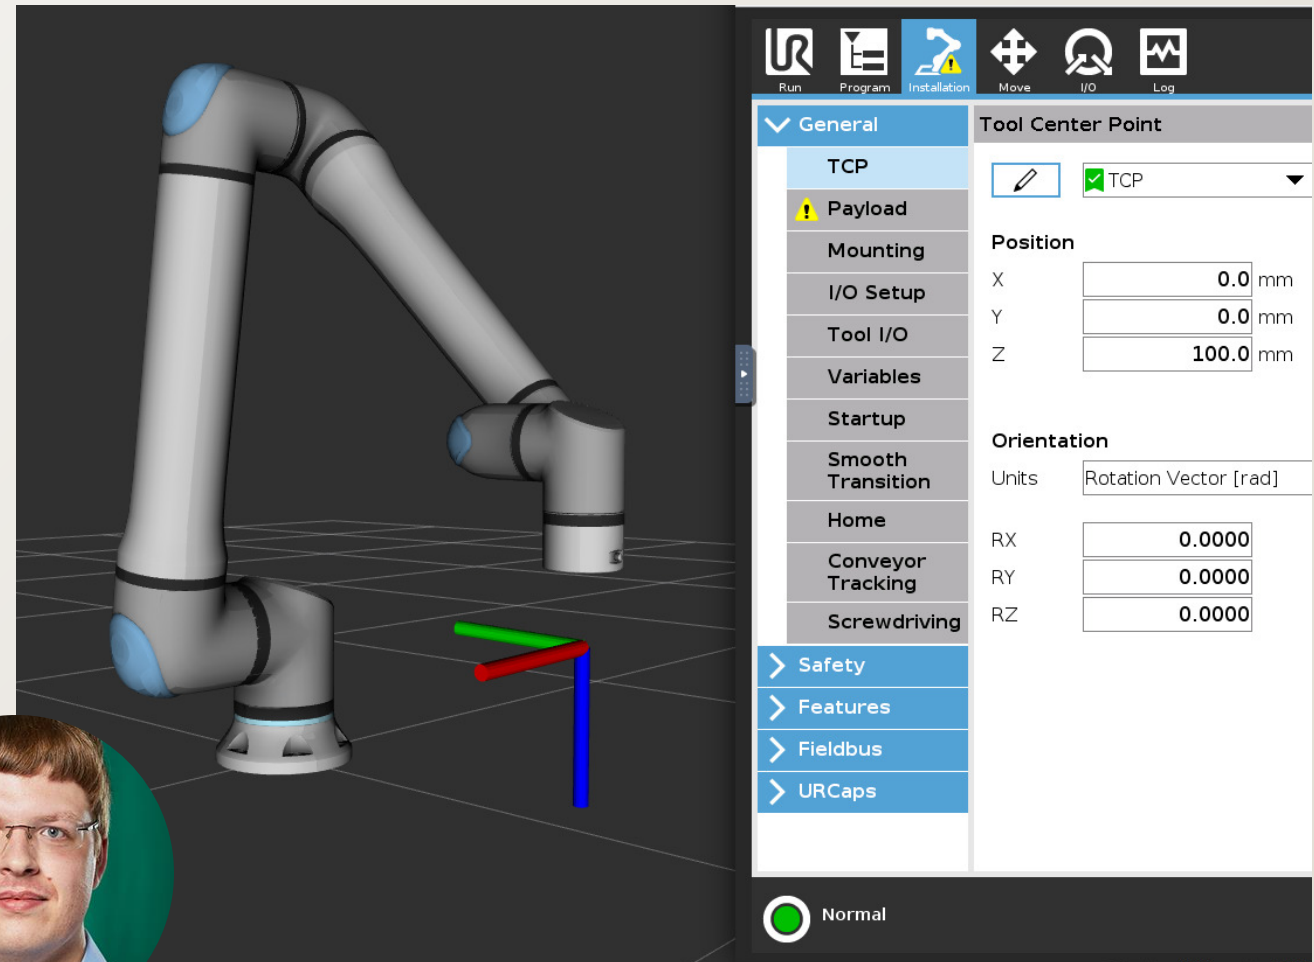 UR
Run
Program
Installation
Move
I/O
Log
General
TCP
Payload
Mounting
I/O Setup
Tool I/O
Variables
Startup
Smooth
Transition
Home
Conveyor
Tracking
Screwdriving
Safety
Features
Fieldbus
URCaps
Tool Center Point
TCP
Position
X 0.0 mm
Y 0.0 mm
Z 100.0 mm
Orientation
Units Rotation Vector [rad]
RX 0.0000
RY 0.0000
RZ 0.0000
Normal